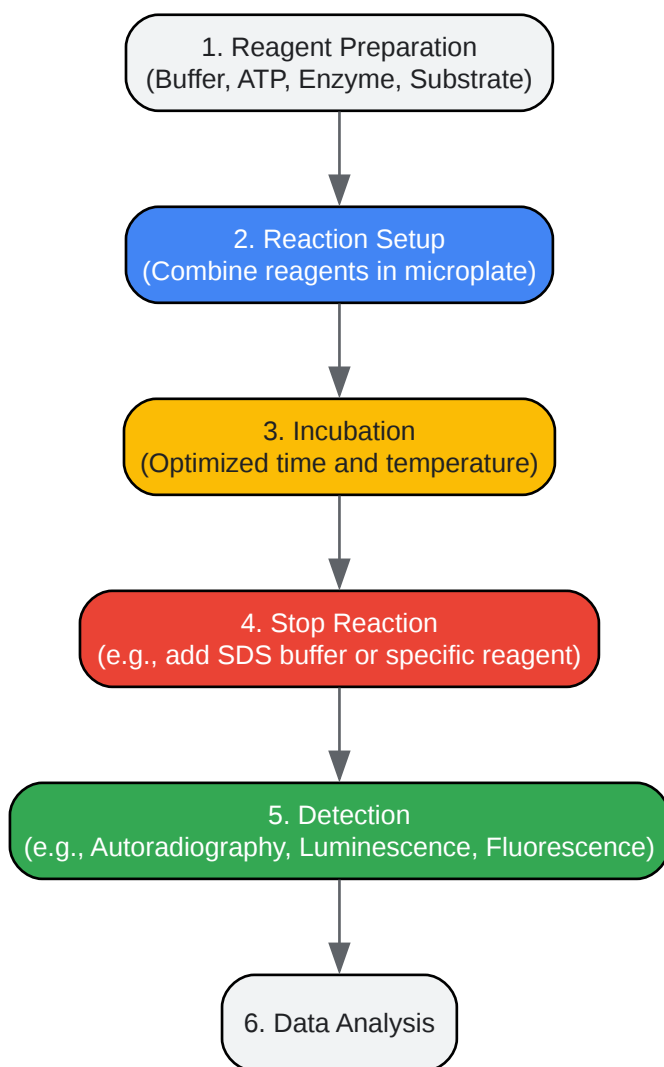 1. Reagent Preparation
(Buffer, ATP, Enzyme, Substrate)
2. Reaction Setup
(Combine reagents in microplate)
3. Incubation
(Optimized time and temperature)
4. Stop Reaction
(e.g., add SDS buffer or specific reagent)
5. Detection
(e.g., Autoradiography, Luminescence, Fluorescence)
6. Data Analysis